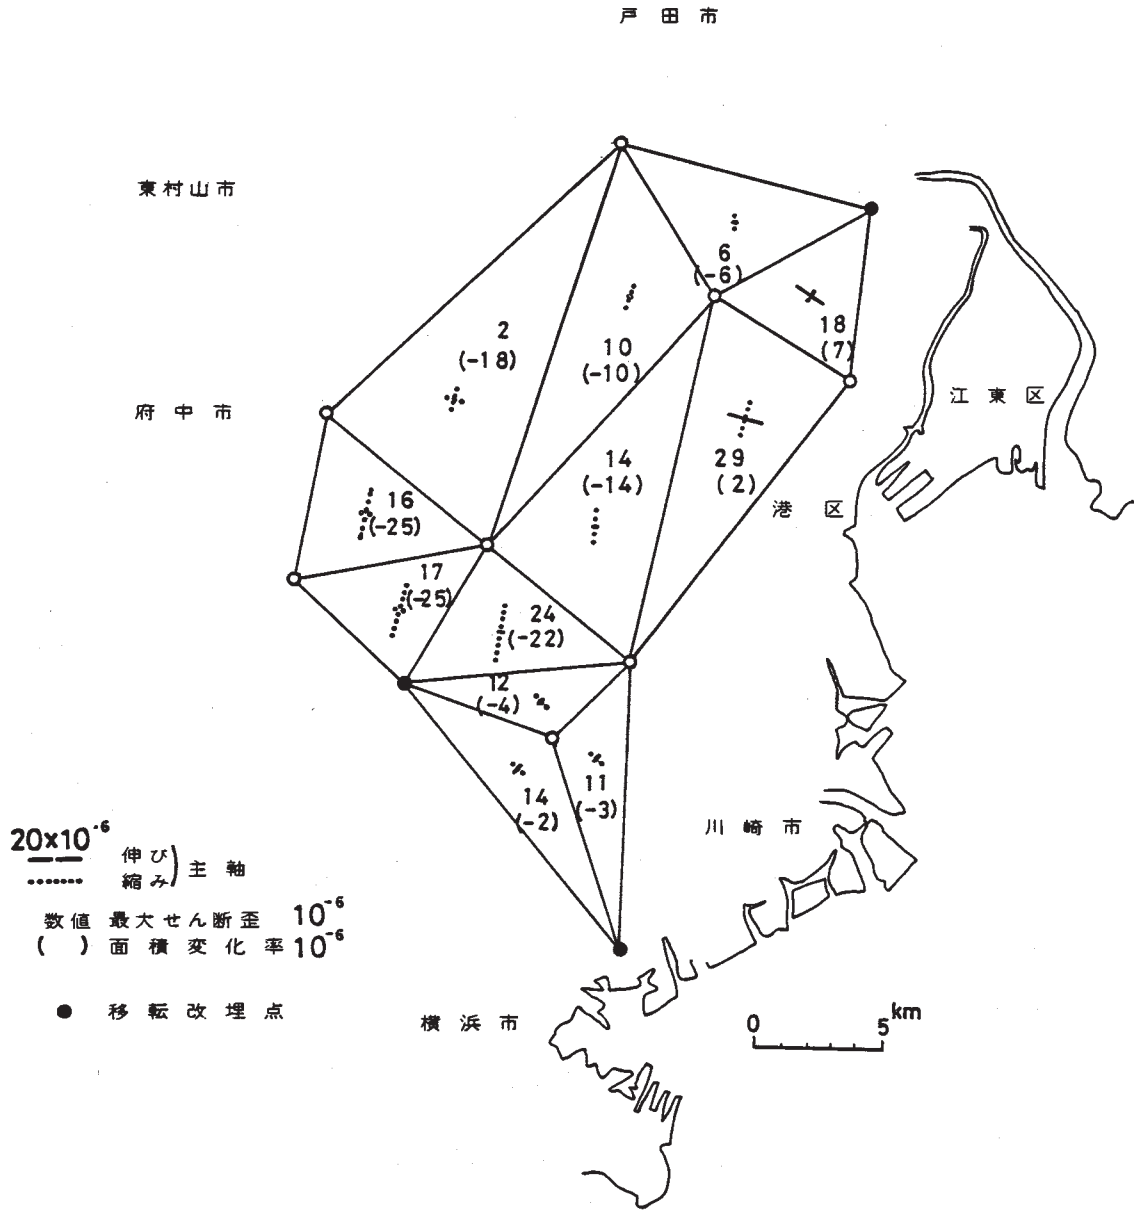 戸田市
東村山市
6
(-6)
18
(7)
2
(-18)
10
(-10)
江東区
府中市
14
(-14)
29
(2)
港区
16
(-25)
17
(-25)
24
(-22)
12
(-4)
11
(-3)
14
(-2)
川崎市
20×10⁻⁶
伸び
縮み
)主軸
数値 最大せん断歪 10⁻⁶
( ) 面積変化率 10⁻⁶
● 移転改埋点
横浜市
0 5km